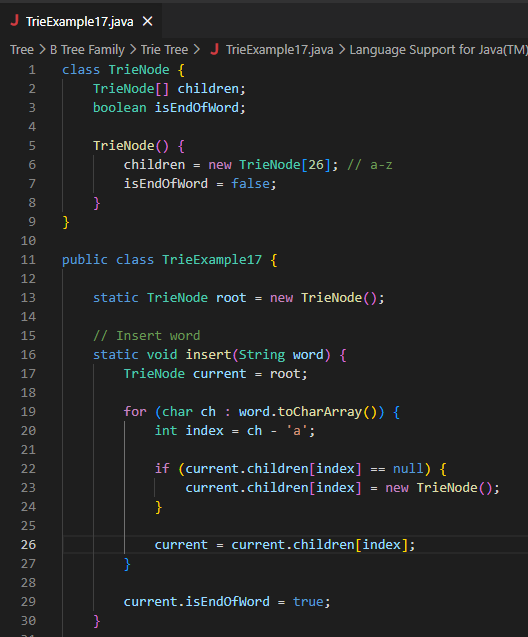 TrieExample17.java
Tree > B Tree Family > Trie Tree > TrieExample17.java > Language Support for Java(TM)
1 class TrieNode {
2     TrieNode[] children;
3     boolean isEndOfWord;
4
5     TrieNode() {
6         children = new TrieNode[26]; // a-z
7         isEndOfWord = false;
8     }
9 }
10
11 public class TrieExample17 {
12
13     static TrieNode root = new TrieNode();
14
15     // Insert word
16     static void insert(String word) {
17         TrieNode current = root;
18
19         for (char ch : word.toCharArray()) {
20             int index = ch - 'a';
21
22             if (current.children[index] == null) {
23                 current.children[index] = new TrieNode();
24             }
25
26             current = current.children[index];
27         }
28
29         current.isEndOfWord = true;
30     }